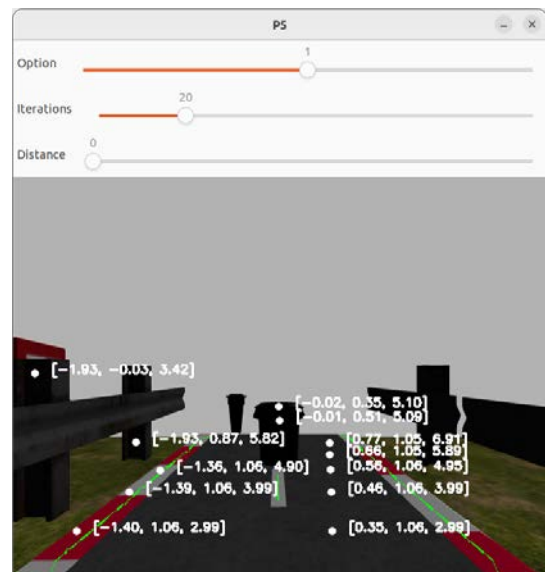 PS
Option
1
Iterations
20
Distance
0
[-1.93, -0.03, 3.42]
[-0.02, 0.35, 5.10]
[-0.01, 0.51, 5.09]
[-1.93, 0.87, 5.82]
[0.77, 1.05, 6.91]
[0.66, 1.05, 5.89]
[-1.36, 1.06, 4.90]
[0.56, 1.06, 4.95]
[-1.39, 1.06, 3.99]
[0.46, 1.06, 3.99]
[-1.40, 1.06, 2.99]
[0.35, 1.06, 2.99]